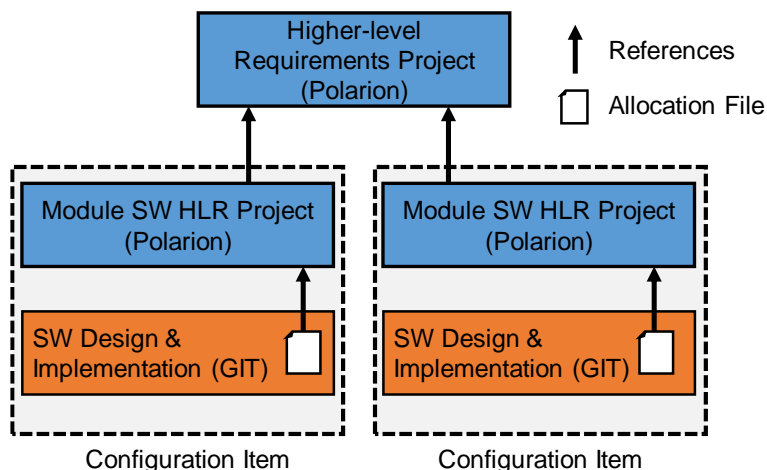 Higher-level
Requirements Project
(Polarion)
References
Allocation File
Module SW HLR Project
(Polarion)
Module SW HLR Project
(Polarion)
SW Design &
Implementation (GIT)
SW Design &
Implementation (GIT)
Configuration Item
Configuration Item